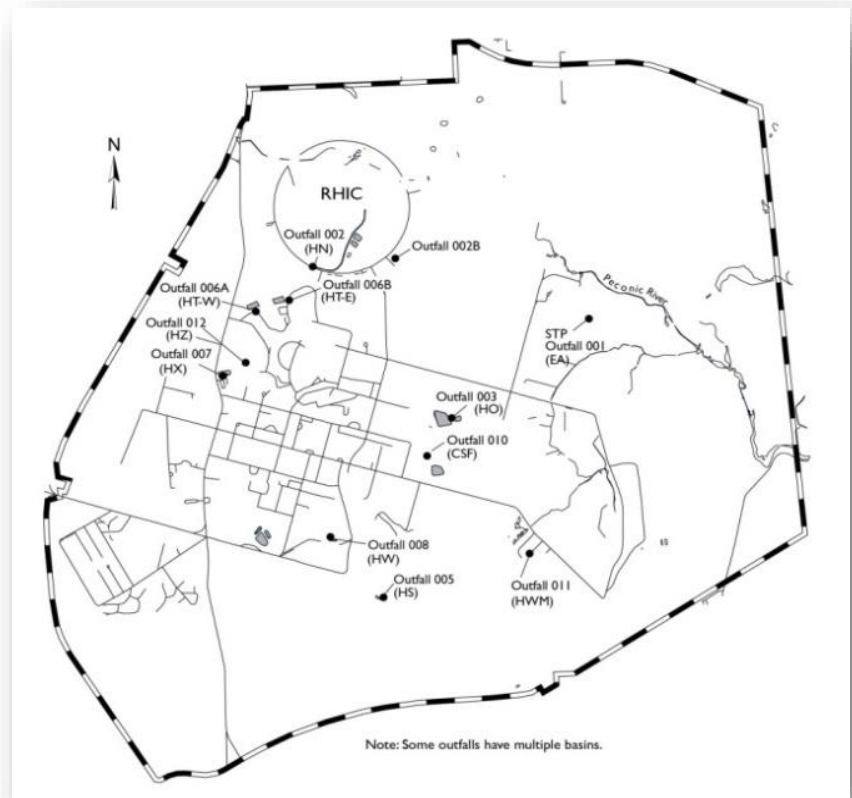 N
RHIC
Outfall 002
(HN)
Outfall 002B
Outfall 006A
(HT-W)
Outfall 006B
(HT-E)
Peconic River
Outfall 012
(HZ)
STP
Outfall 001
(EA)
Outfall 007
(HX)
Outfall 003
(HO)
Outfall 010
(CSF)
Outfall 008
(HW)
Outfall 005
(HS)
Outfall 011
(HWM)
Note: Some outfalls have multiple basins.